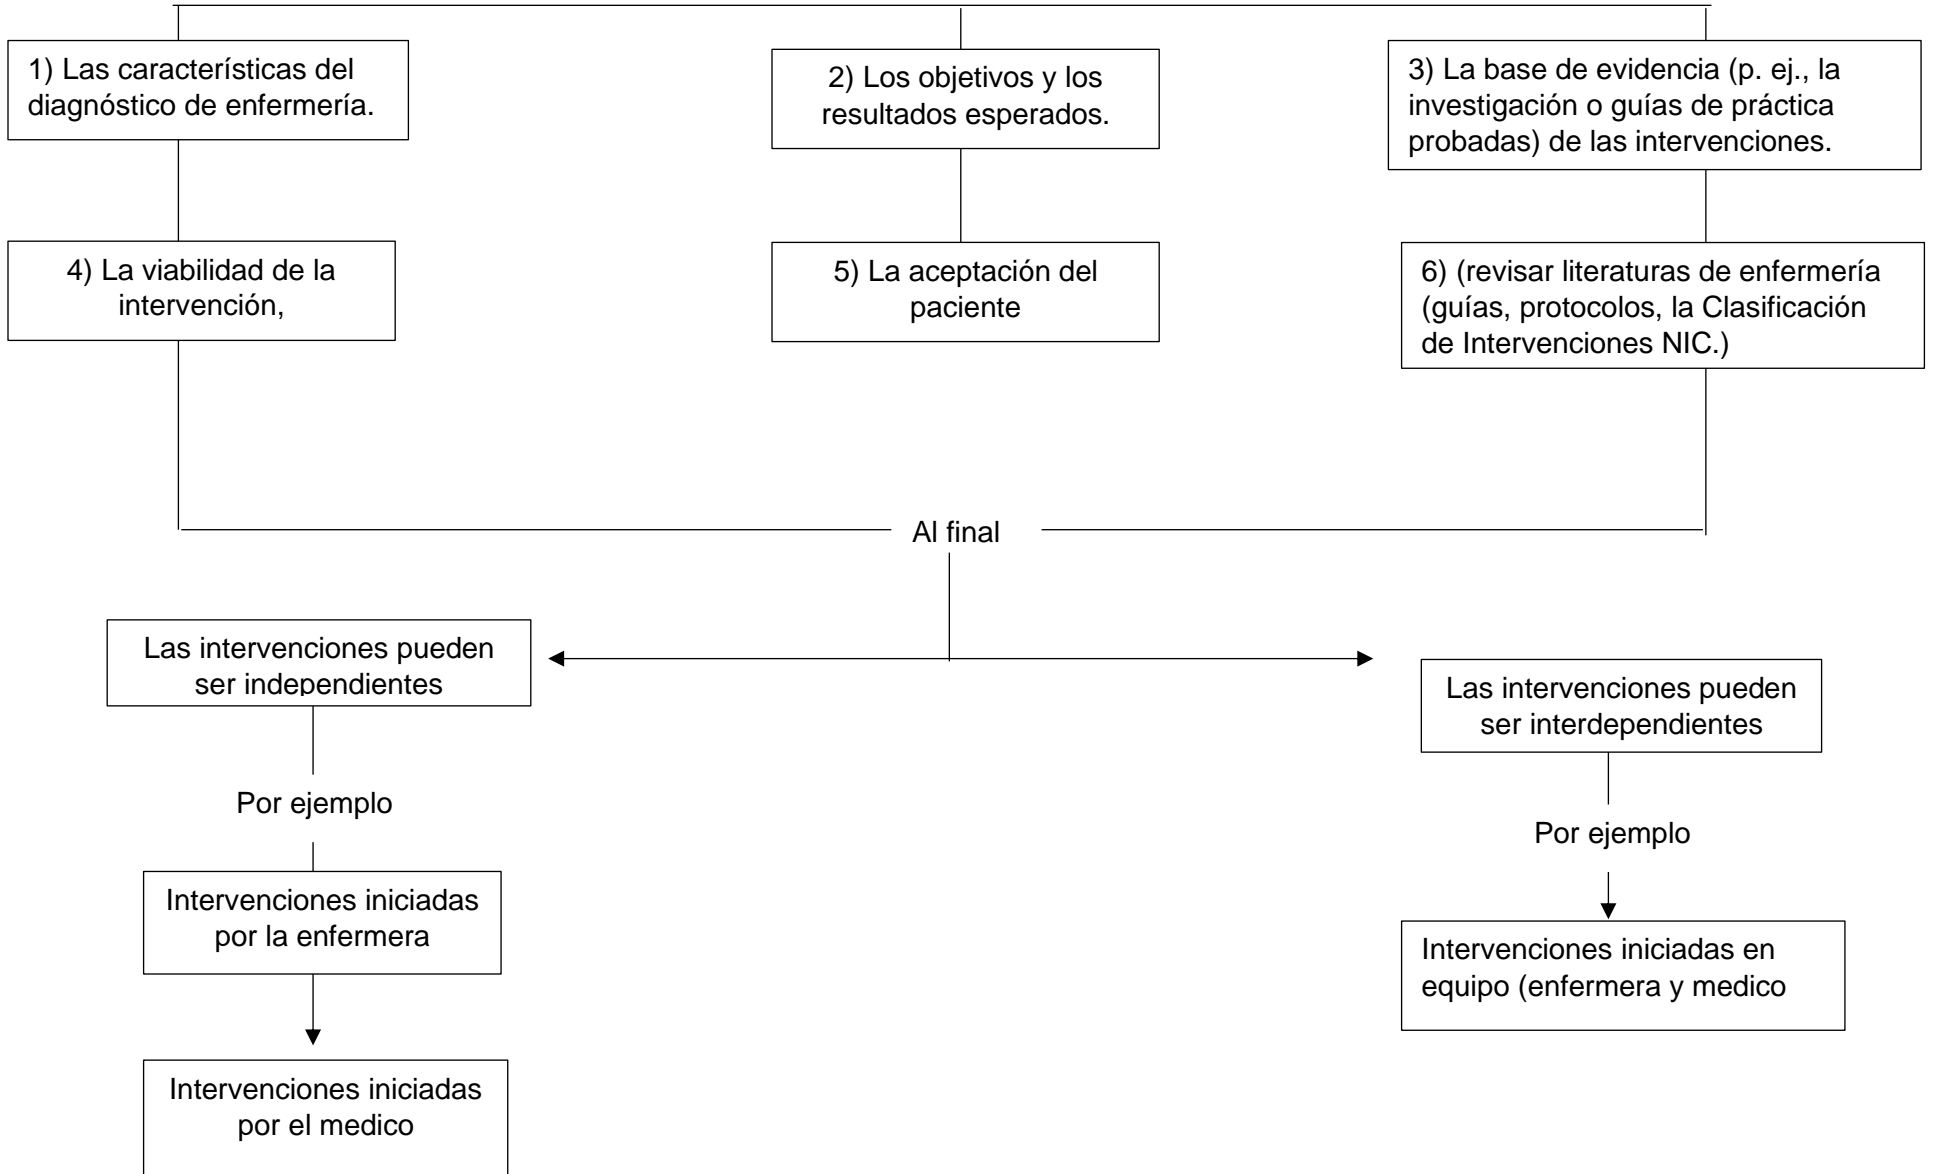 1) Las características del
diagnóstico de enfermería.
2) Los objetivos y los
resultados esperados.
3) La base de evidencia (p. ej., la
investigación o guías de práctica
probadas) de las intervenciones.
4) La viabilidad de la
intervención,
5) La aceptación del
paciente
6) (revisar literaturas de enfermería
(guías, protocolos, la Clasificación
de Intervenciones NIC.)
Al final
Las intervenciones pueden
ser independientes
Las intervenciones pueden
ser interdependientes
Por ejemplo
Por ejemplo
Intervenciones iniciadas
por la enfermera
Intervenciones iniciadas en
equipo (enfermera y medico
Intervenciones iniciadas
por el medico